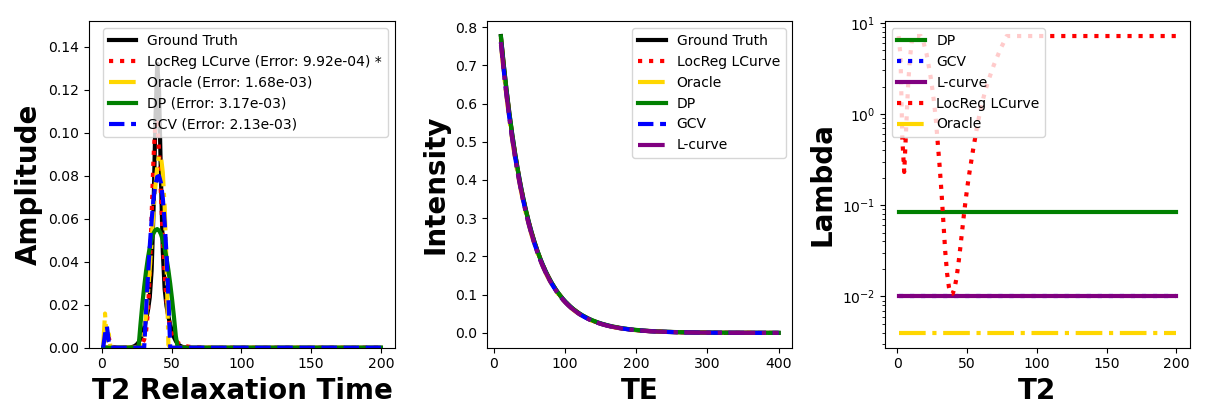 Amplitude
0.14
0.12
0.10
0.08
0.06
0.04
0.02
0.00
Ground Truth
LocReg LCurve (Error: 9.92e-04) *
Oracle (Error: 1.68e-03)
DP (Error: 3.17e-03)
GCV (Error: 2.13e-03)
0 50 100 150 200
T2 Relaxation Time
Intensity
0.8
0.7
0.6
0.5
0.4
0.3
0.2
0.1
0.0
Ground Truth
LocReg LCurve
Oracle
DP
GCV
L-curve
0 100 200 300 400
TE
Lambda
10¹
10⁰
10⁻¹
10⁻²
DP
GCV
L-curve
LocReg LCurve
Oracle
0 50 100 150 200
T2